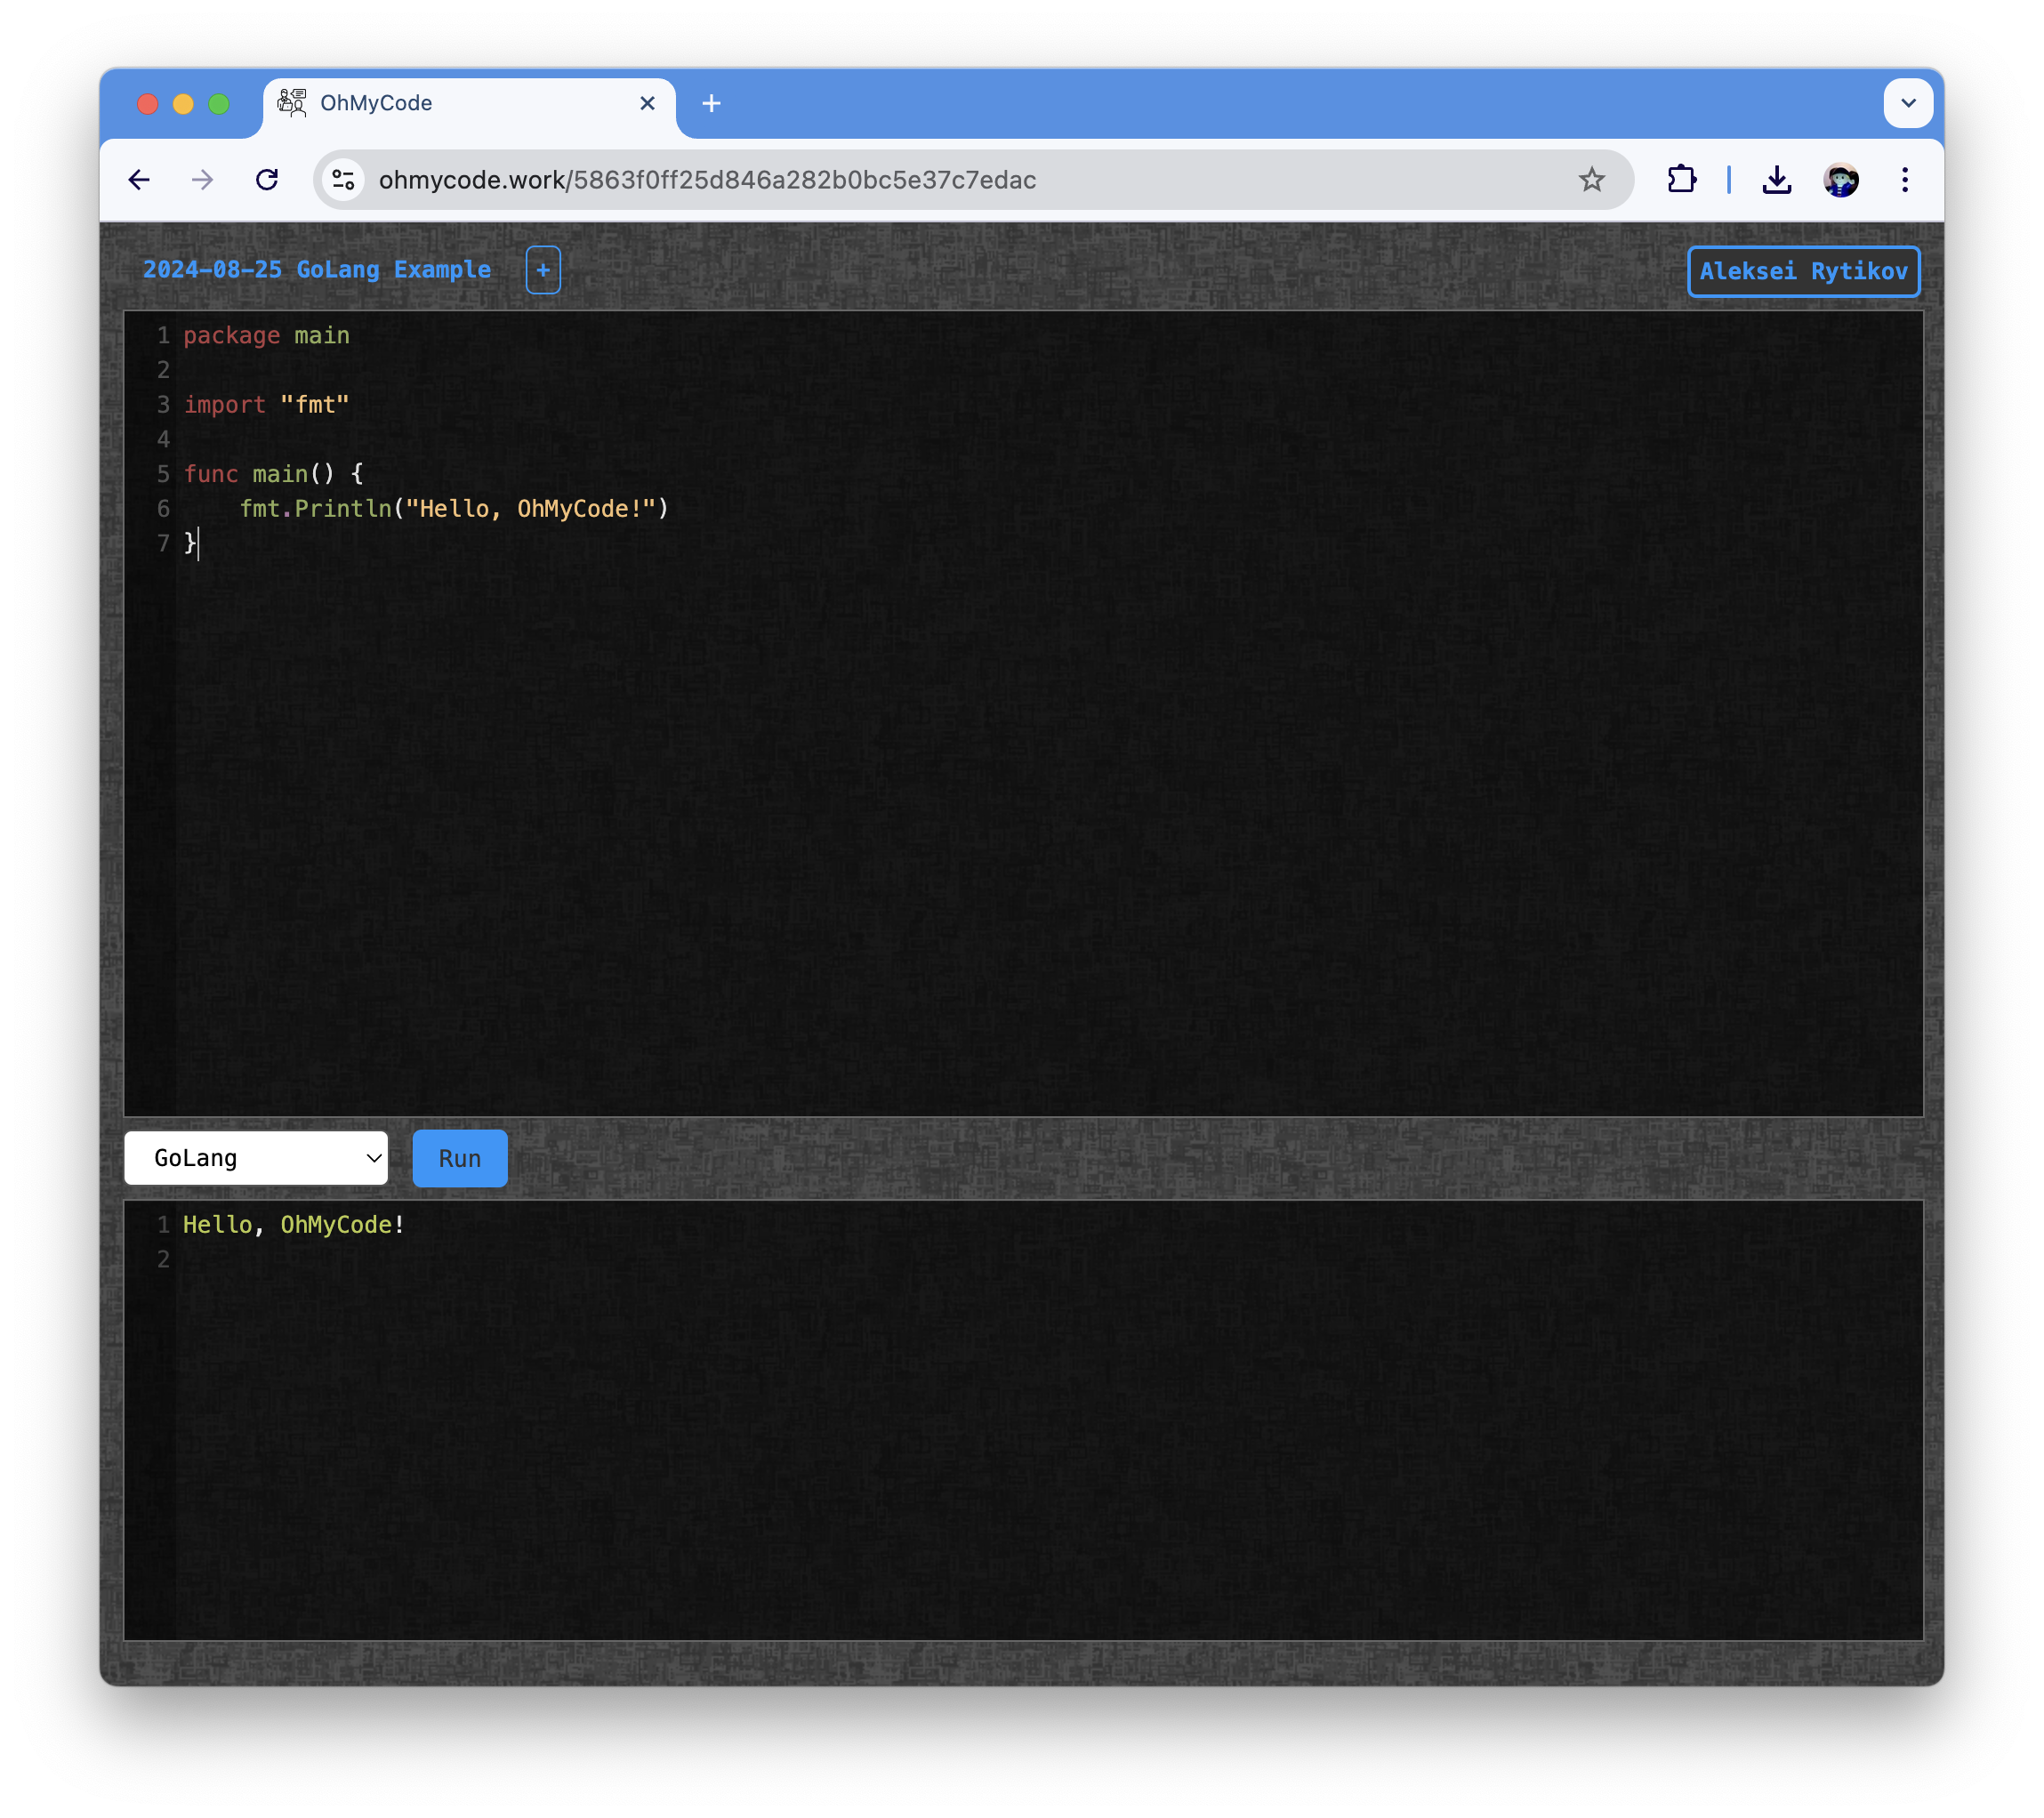 OhMyCode
ohmycode.work/5863f0ff25d846a282b0bc5e37c7edac
2024-08-25 GoLang Example +
Aleksei Rytikov
1 package main
2
3 import "fmt"
4
5 func main() {
6     fmt.Println("Hello, OhMyCode!")
7 }
GoLang
Run
1 Hello, OhMyCode!
2